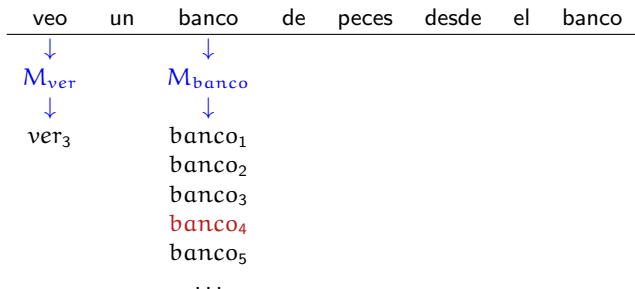 veo un banco de peces desde el banco
↓ ↓
M_ver M_banco
↓ ↓
ver₃ banco₁
banco₂
banco₃
banco₄
banco₅
...